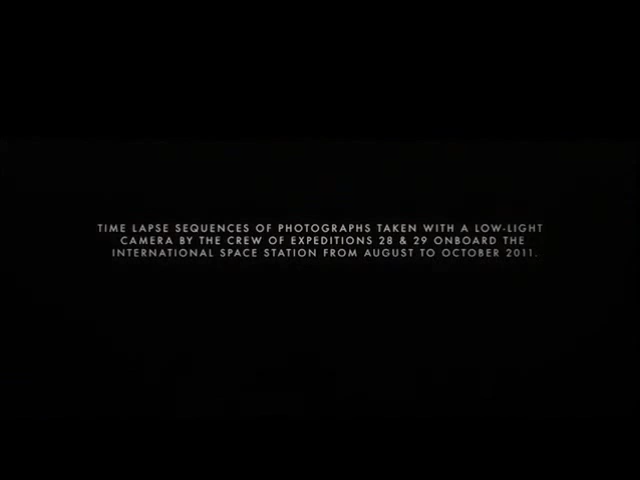 TIME LAPSE SEQUENCES OF PHOTOGRAPHS TAKEN WITH A LOW-LIGHT
CAMERA BY THE CREW OF EXPEDITIONS 28 & 29 ONBOARD THE
INTERNATIONAL SPACE STATION FROM AUGUST TO OCTOBER 2011.